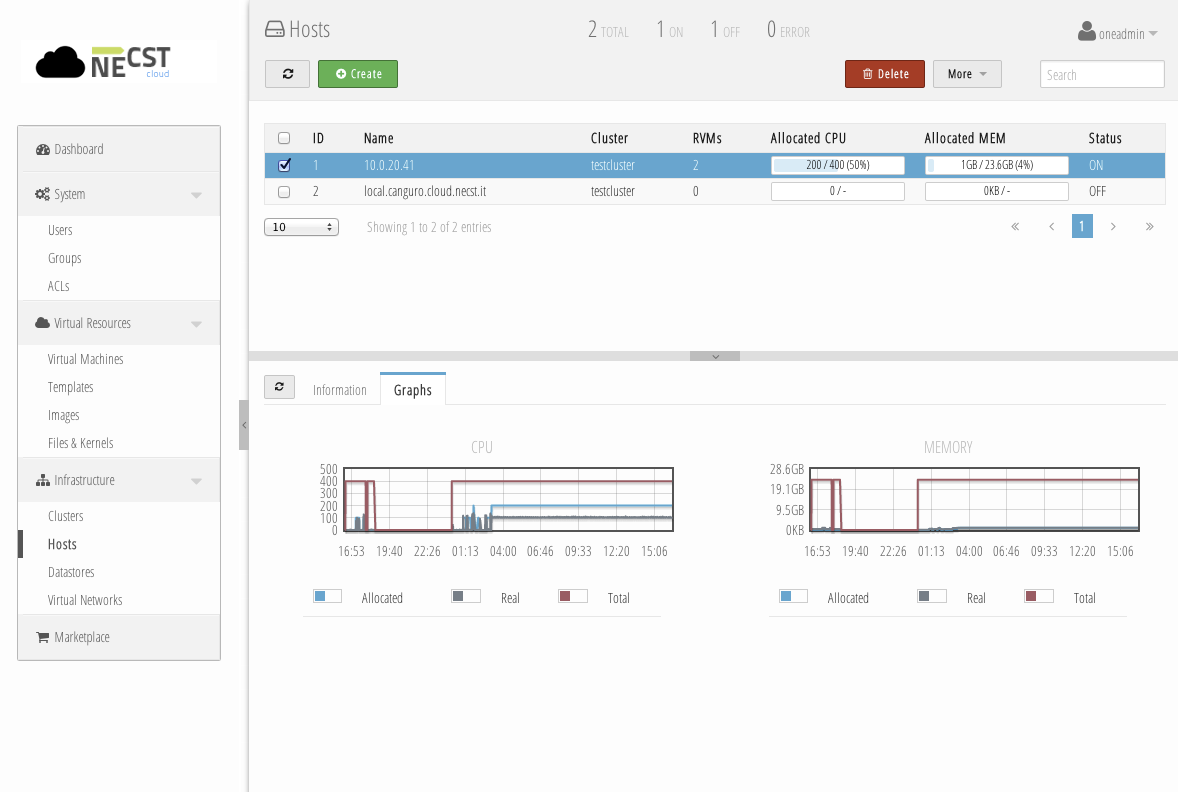 NECST
cloud
Dashboard
System
Users
Groups
ACLs
Virtual Resources
Virtual Machines
Templates
Images
Files & Kernels
Infrastructure
Clusters
Hosts
Datastores
Virtual Networks
Marketplace
Hosts 2 TOTAL 1 ON 1 OFF 0 ERROR oneadmin
Create Delete More Search
ID Name Cluster RVMs Allocated CPU Allocated MEM Status
1 10.0.20.41 testcluster 2 200 / 400 (50%) 1GB / 23.6GB (4%) ON
2 local.canguro.cloud.necst.it testcluster 0 0 / - 0KB / - OFF
10 Showing 1 to 2 of 2 entries « ‹ 1 › »
Information Graphs
CPU
500
400
300
200
100
0
16:53 19:40 22:26 01:13 04:00 06:46 09:33 12:20 15:06
Allocated Real Total
MEMORY
28.6GB
19.1GB
9.5GB
0KB
16:53 19:40 22:26 01:13 04:00 06:46 09:33 12:20 15:06
Allocated Real Total